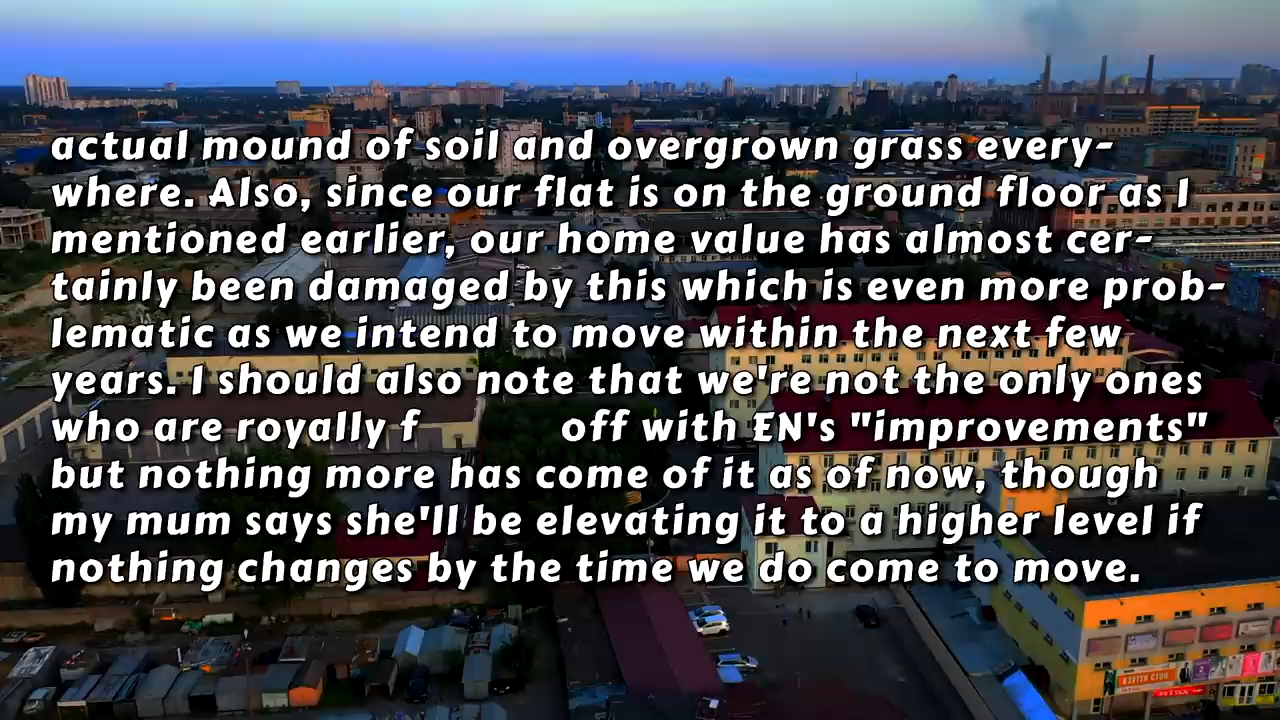 actual mound of soil and overgrown grass every-
where. Also, since our flat is on the ground floor as I
mentioned earlier, our home value has almost cer-
tainly been damaged by this which is even more prob-
lematic as we intend to move within the next few
years. I should also note that we're not the only ones
who are royally f off with EN's "improvements"
but nothing more has come of it as of now, though
my mum says she'll be elevating it to a higher level if
nothing changes by the time we do come to move.
ВЗУТТЯ СТОК